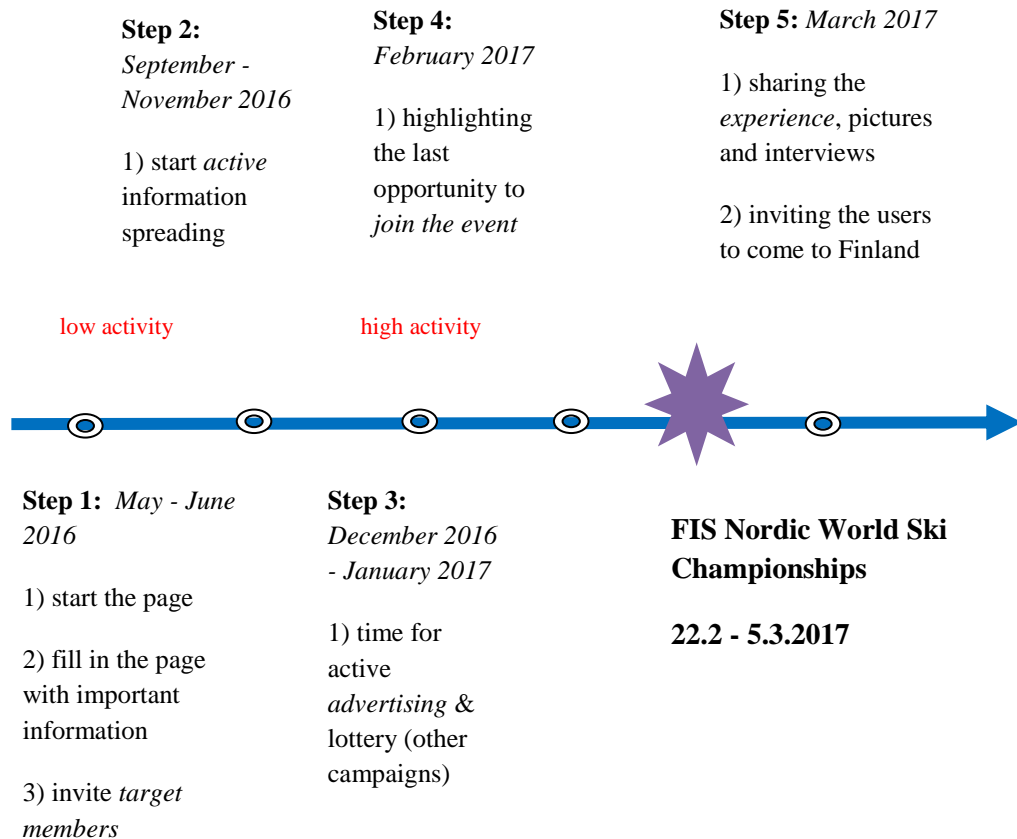 Step 2:
September -
November 2016
1) start active
information
spreading
Step 4:
February 2017
1) highlighting
the last
opportunity to
join the event
Step 5: March 2017
1) sharing the
experience, pictures
and interviews
2) inviting the users
to come to Finland
low activity
high activity
Step 1: May - June
2016
1) start the page
2) fill in the page
with important
information
3) invite target
members
Step 3:
December 2016
- January 2017
1) time for
active
advertising &
lottery (other
campaigns)
FIS Nordic World Ski
Championships
22.2 - 5.3.2017